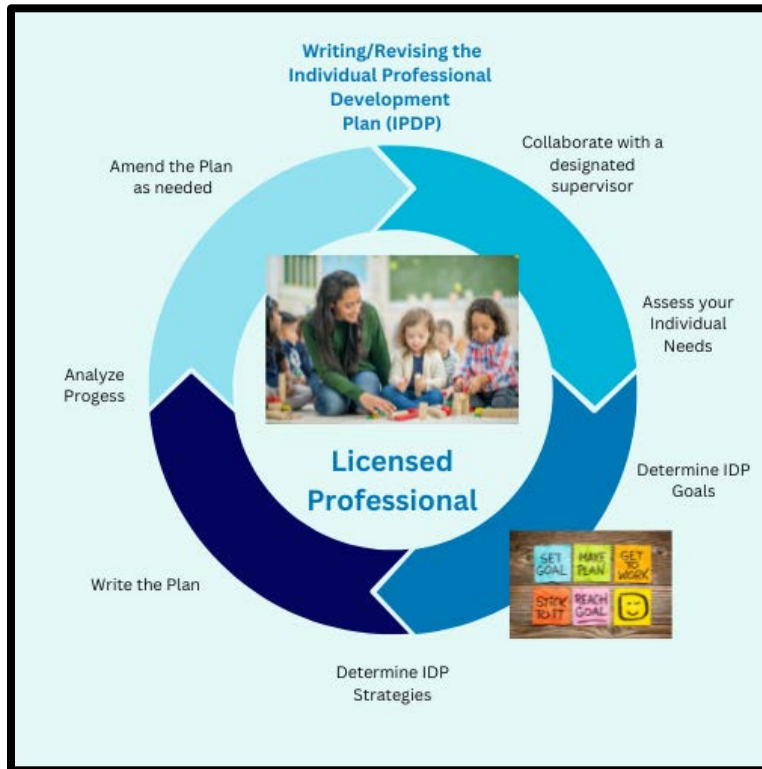 Writing/Revising the
Individual Professional
Development
Plan (IPDP)
Collaborate with a
designated
supervisor
Assess your
Individual
Needs
Determine IDP
Goals
Determine IDP
Strategies
Write the Plan
Analyze
Progess
Amend the Plan
as needed
Licensed
Professional
SET
GOAL
MAKE
PLAN
GET
TO
WORK
STICK
TO IT
REACH
GOAL